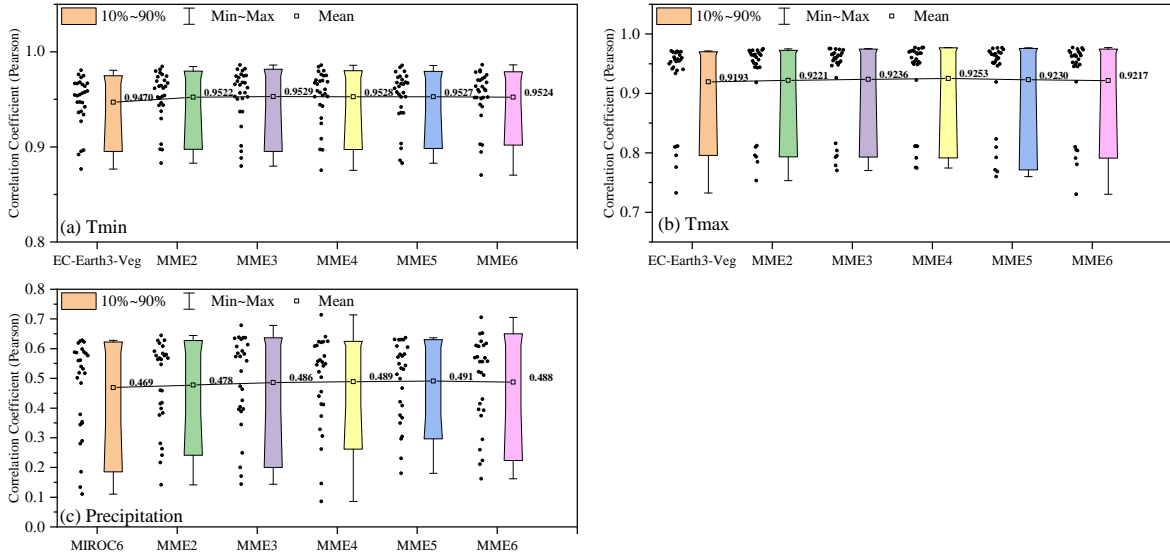 10%~90% Min~Max Mean
Correlation Coefficient (Pearson)
1.0
0.9
0.8
0.9470 0.9522 0.9529 0.9528 0.9527 0.9524
(a) Tmin
EC-Earth3-Veg MME2 MME3 MME4 MME5 MME6
10%~90% Min~Max Mean
Correlation Coefficient (Pearson)
1.0
0.9
0.8
0.7
0.9193 0.9221 0.9236 0.9253 0.9230 0.9217
(b) Tmax
0.6
EC-Earth3-Veg MME2 MME3 MME4 MME5 MME6
10%~90% Min~Max Mean
Correlation Coefficient (Pearson)
0.8
0.7
0.6
0.5
0.4
0.3
0.2
0.1
0.0
0.469 0.478 0.486 0.489 0.491 0.488
(c) Precipitation
MIROC6 MME2 MME3 MME4 MME5 MME6